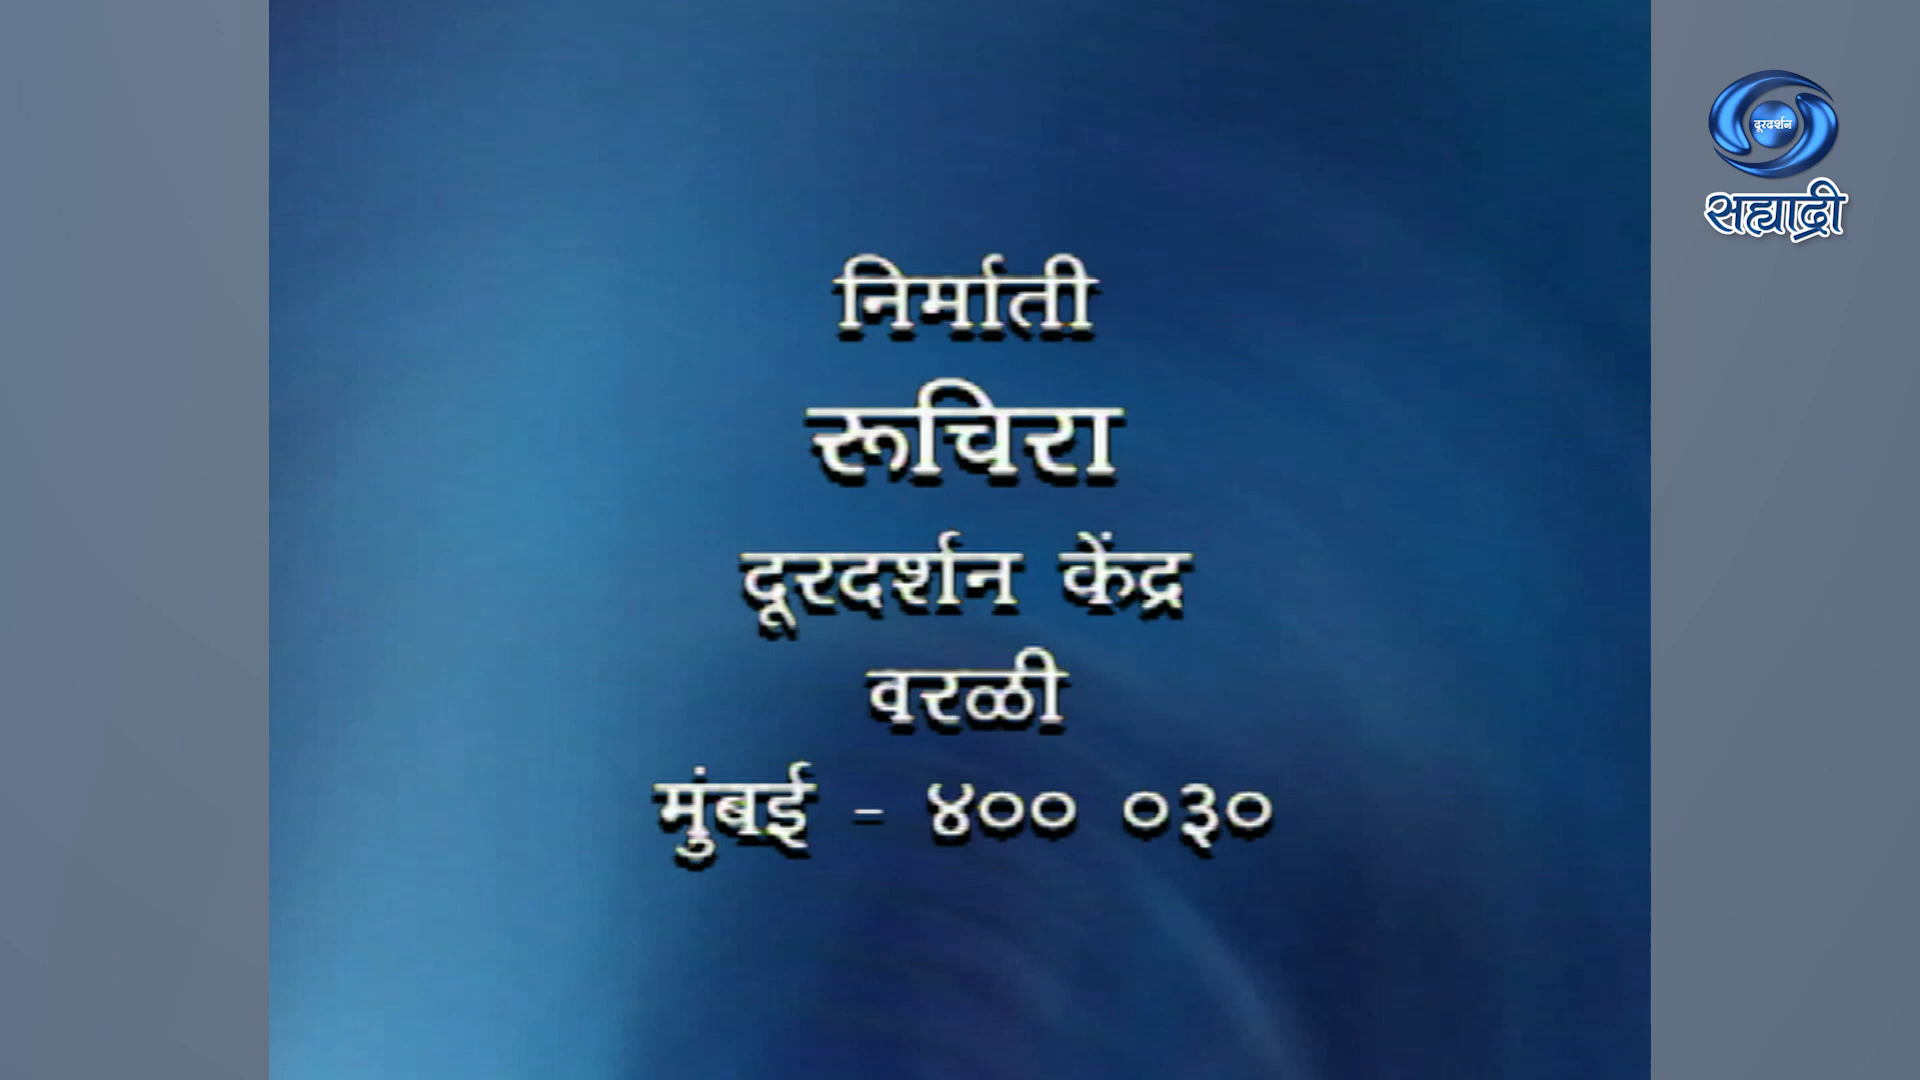 दूरदर्शन
सह्याद्री
निर्माती
रूचिरा
दूरदर्शन केंद्र
वरळी
मुंबई - ४०० ०३०